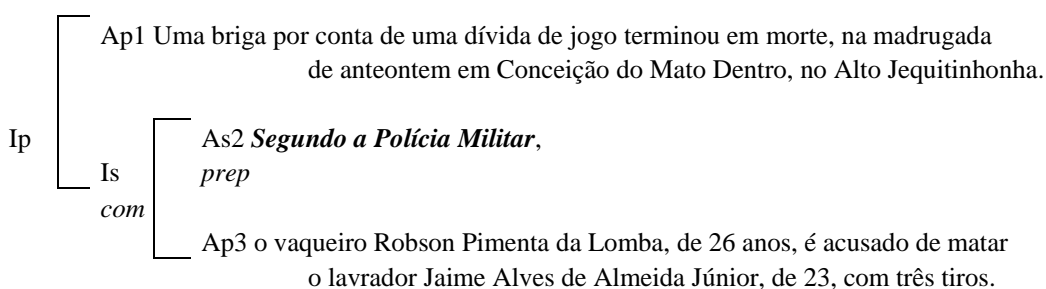 Ap1 Uma briga por conta de uma dívida de jogo terminou em morte, na madrugada
de anteontem em Conceição do Mato Dentro, no Alto Jequitinhonha.
Ip
As2 Segundo a Polícia Militar,
Is prep
com
Ap3 o vaqueiro Robson Pimenta da Lomba, de 26 anos, é acusado de matar
o lavrador Jaime Alves de Almeida Júnior, de 23, com três tiros.